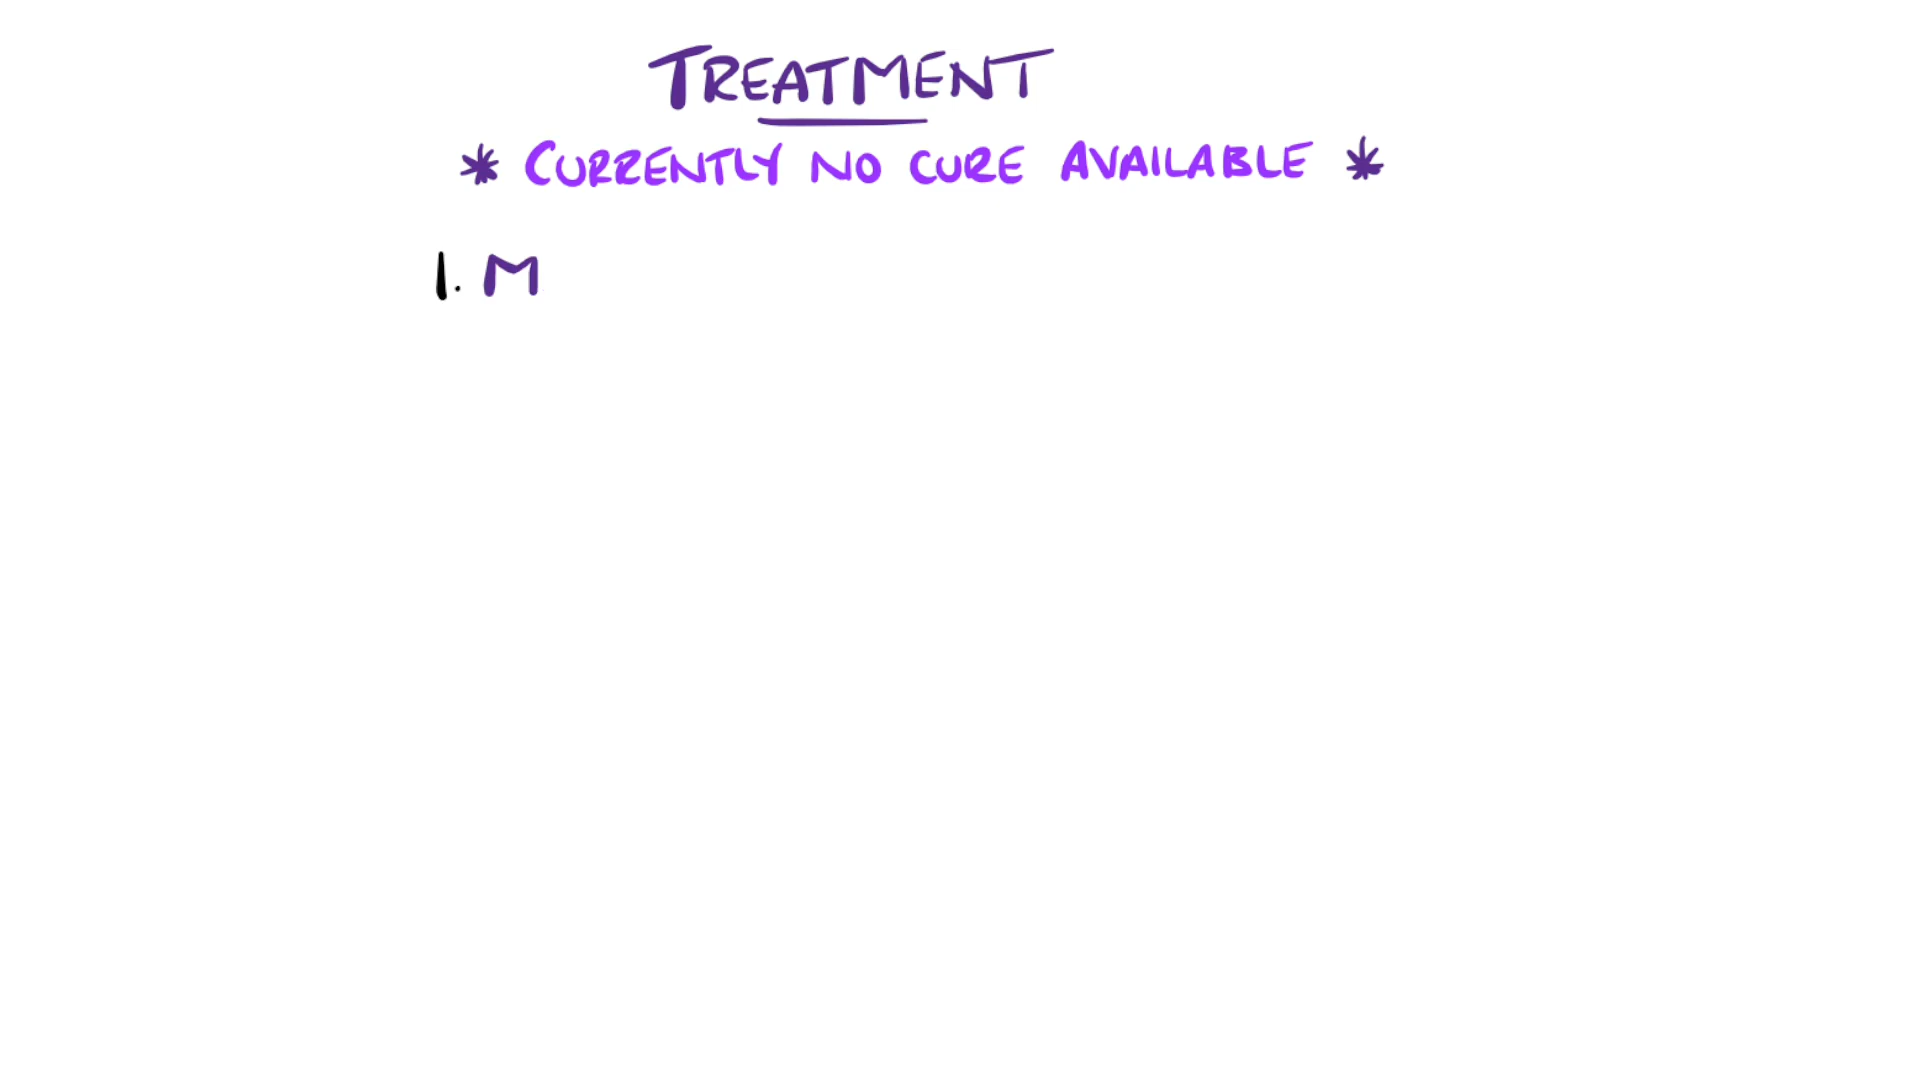 TREATMENT
* CURRENTLY NO CURE AVAILABLE *
1. M